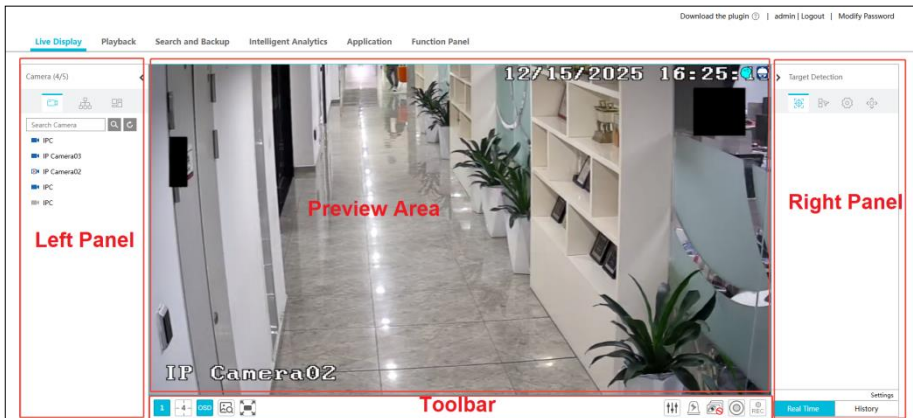 Download the plugin ? | admin | Logout | Modify Password
Live Display Playback Search and Backup Intelligent Analytics Application Function Panel
Camera (4/5)
Search Camera
IPC
IP Camera03
IP Camera02
IPC
IPC
Left Panel
12/15/2025 16:25:
Preview Area
IP Camera02
Target Detection
Right Panel
Settings
Real Time History
1 4 OSD Toolbar REC